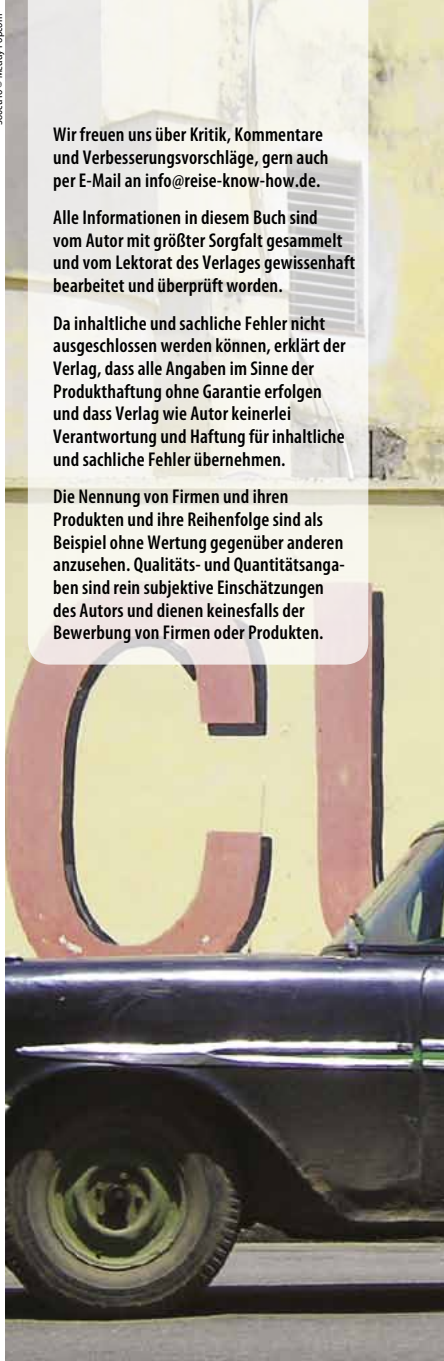 Wir freuen uns über Kritik, Kommentare
und Verbesserungsvorschläge, gern auch
per E-Mail an info@reise-know-how.de.
Alle Informationen in diesem Buch sind
vom Autor mit größter Sorgfalt gesammelt
und vom Lektorat des Verlages gewissenhaft
bearbeitet und überprüft worden.
Da inhaltliche und sachliche Fehler nicht
ausgeschlossen werden können, erklärt der
Verlag, dass alle Angaben im Sinne der
Produkthaftung ohne Garantie erfolgen
und dass Verlag wie Autor keinerlei
Verantwortung und Haftung für inhaltliche
und sachliche Fehler übernehmen.
Die Nennung von Firmen und ihren
Produkten und ihre Reihenfolge sind als
Beispiel ohne Wertung gegenüber anderen
anzusehen. Qualitäts- und Quantitätsanga-
ben sind rein subjektive Einschätzungen
des Autors und dienen keinesfalls der
Bewerbung von Firmen oder Produkten.
CU